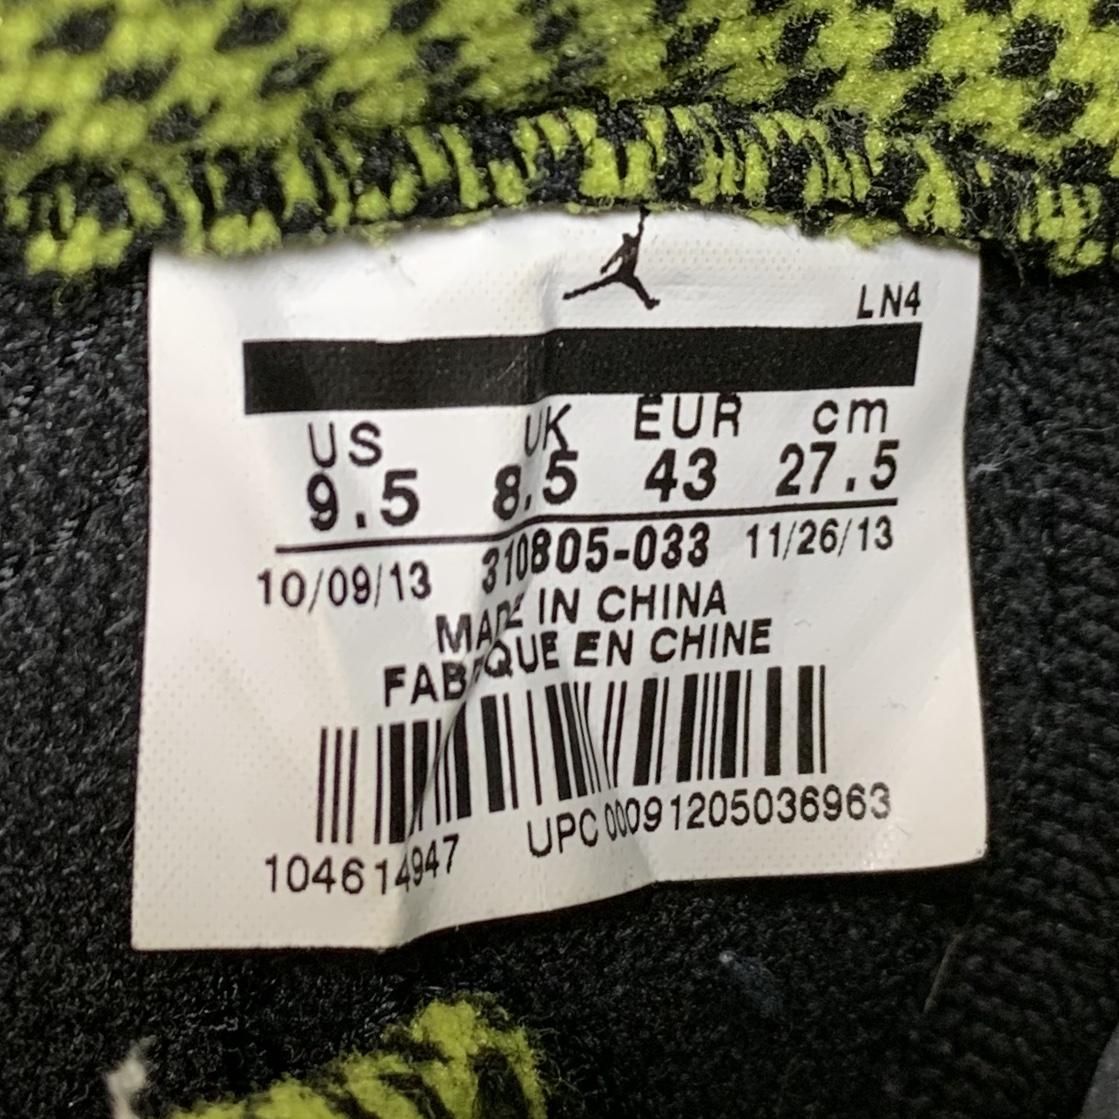 LN4
US UK EUR cm
9.5 8.5 43 27.5
10/09/13 310805-033 11/26/13
MADE IN CHINA
FABRIQUE EN CHINE
104614947 UPC 00091205036963